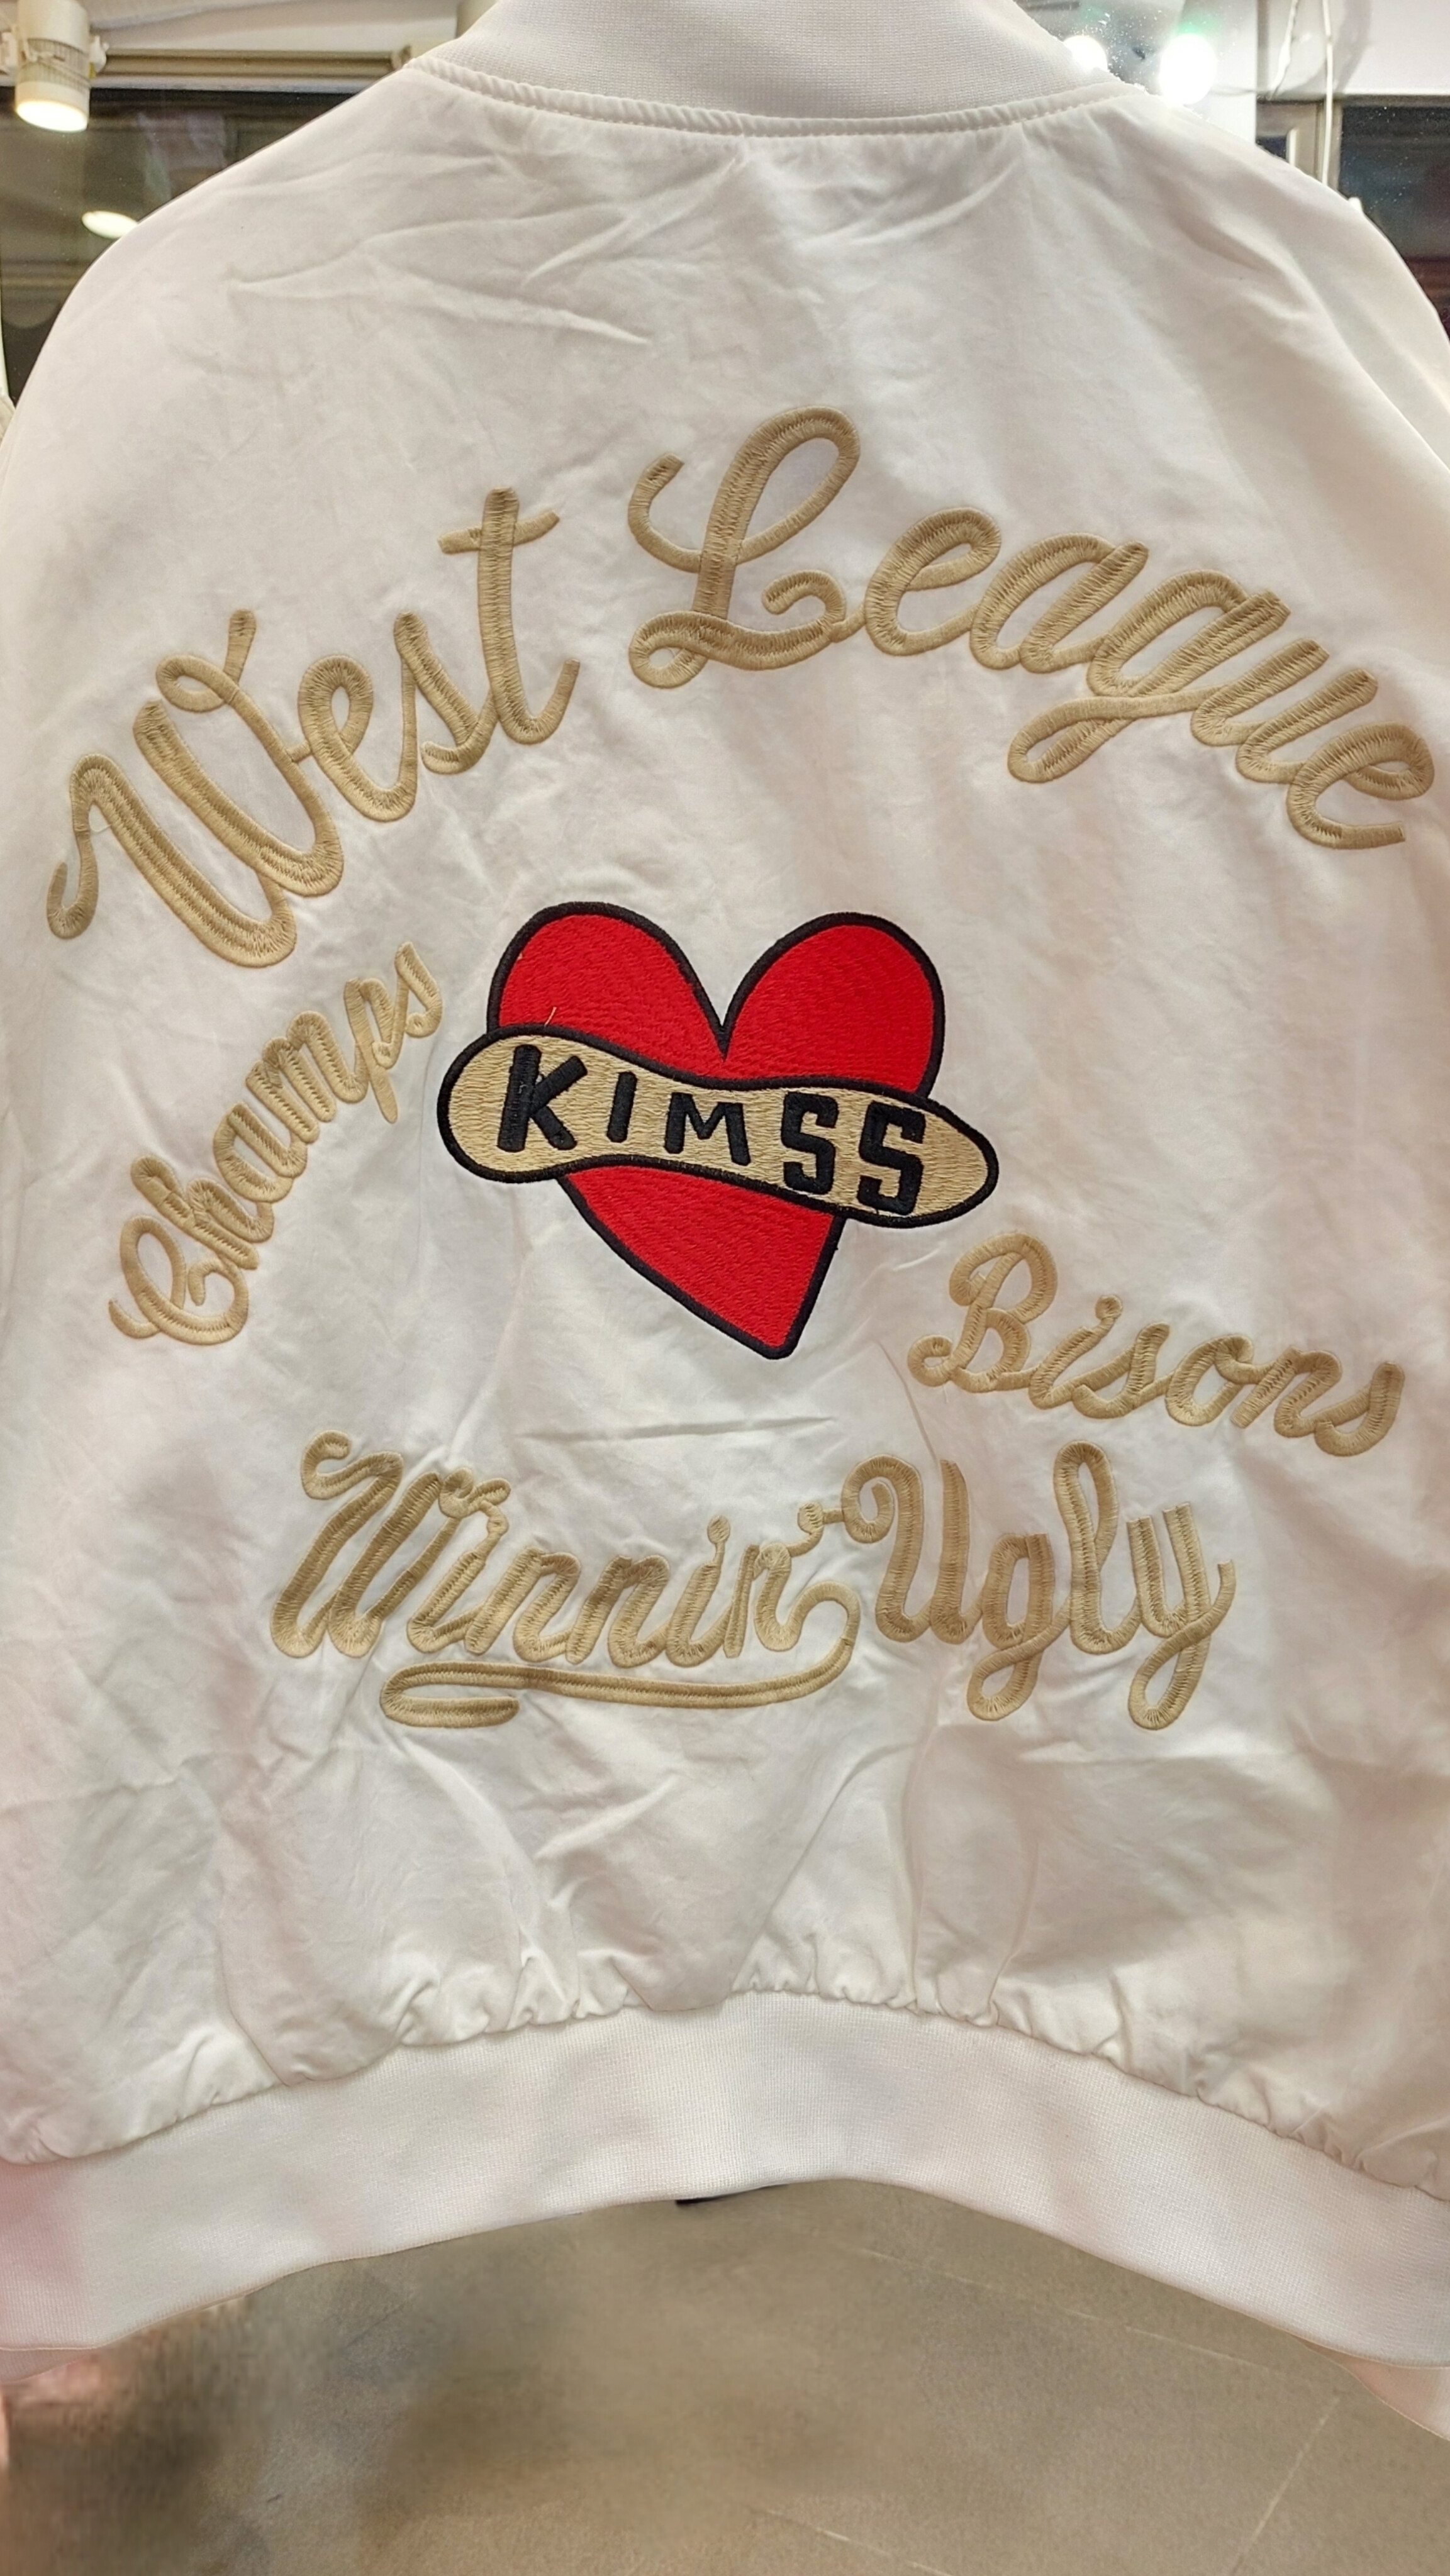 West League
Champs
KIMSS
Bisons
Winnin' Ugly